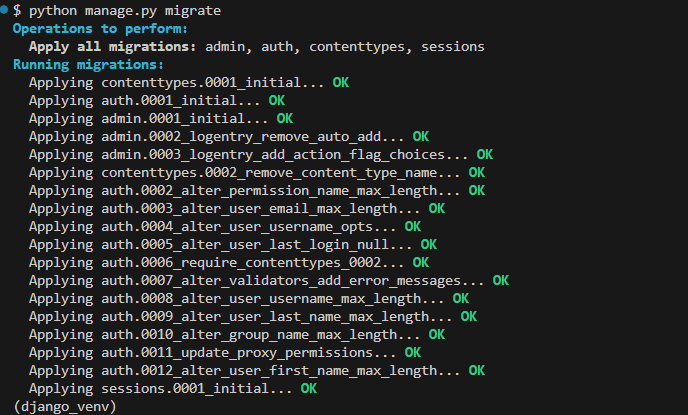 $ python manage.py migrate
Operations to perform:
  Apply all migrations: admin, auth, contenttypes, sessions
Running migrations:
  Applying contenttypes.0001_initial... OK
  Applying auth.0001_initial... OK
  Applying admin.0001_initial... OK
  Applying admin.0002_logentry_remove_auto_add... OK
  Applying admin.0003_logentry_add_action_flag_choices... OK
  Applying contenttypes.0002_remove_content_type_name... OK
  Applying auth.0002_alter_permission_name_max_length... OK
  Applying auth.0003_alter_user_email_max_length... OK
  Applying auth.0004_alter_user_username_opts... OK
  Applying auth.0005_alter_user_last_login_null... OK
  Applying auth.0006_require_contenttypes_0002... OK
  Applying auth.0007_alter_validators_add_error_messages... OK
  Applying auth.0008_alter_user_username_max_length... OK
  Applying auth.0009_alter_user_last_name_max_length... OK
  Applying auth.0010_alter_group_name_max_length... OK
  Applying auth.0011_update_proxy_permissions... OK
  Applying auth.0012_alter_user_first_name_max_length... OK
  Applying sessions.0001_initial... OK
(django_venv)